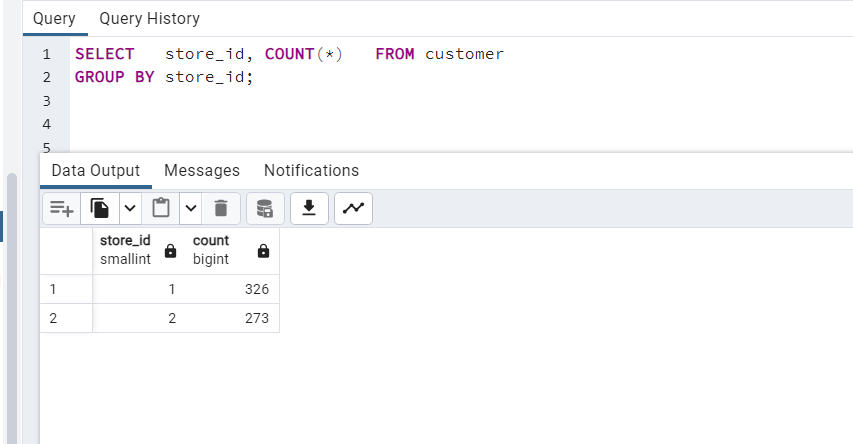 Query Query History
1 SELECT   store_id, COUNT(*)   FROM customer
2 GROUP BY store_id;
3
4
5
Data Output Messages Notifications
store_id count
smallint bigint
1 1 326
2 2 273